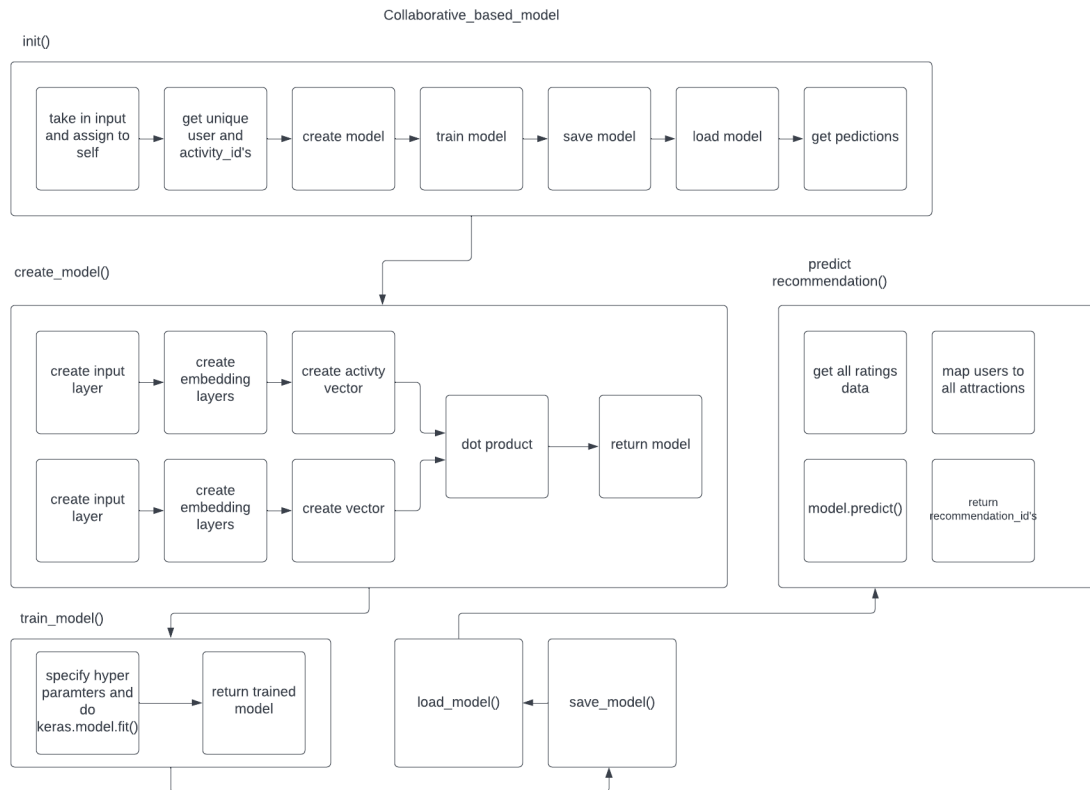 Collaborative_based_model
init()
take in input
and assign to
self
get unique
user and
activity_id's
create model
train model
save model
load model
get pedictions
create_model()
predict
recommendation()
create input
layer
create
embedding
layers
create activty
vector
dot product
return model
create input
layer
create
embedding
layers
create vector
get all ratings
data
map users to
all attractions
model.predict()
return
recommendation_id's
train_model()
specify hyper
paramters and
do
keras.model.fit()
return trained
model
load_model()
save_model()